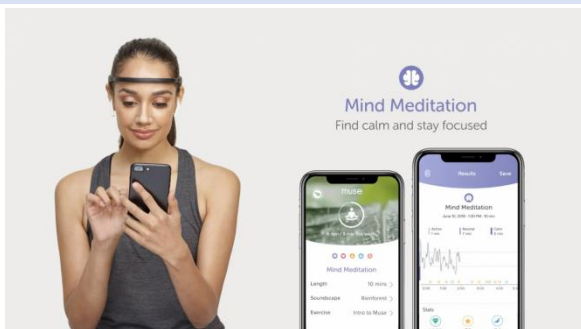 Mind Meditation
Find calm and stay focused
muse
Mind Meditation
Length 10 mins >
Soundscape Rainforest >
Exercise Intro to Muse >
Results Save
Mind Meditation
Active Neutral Calm
Stats